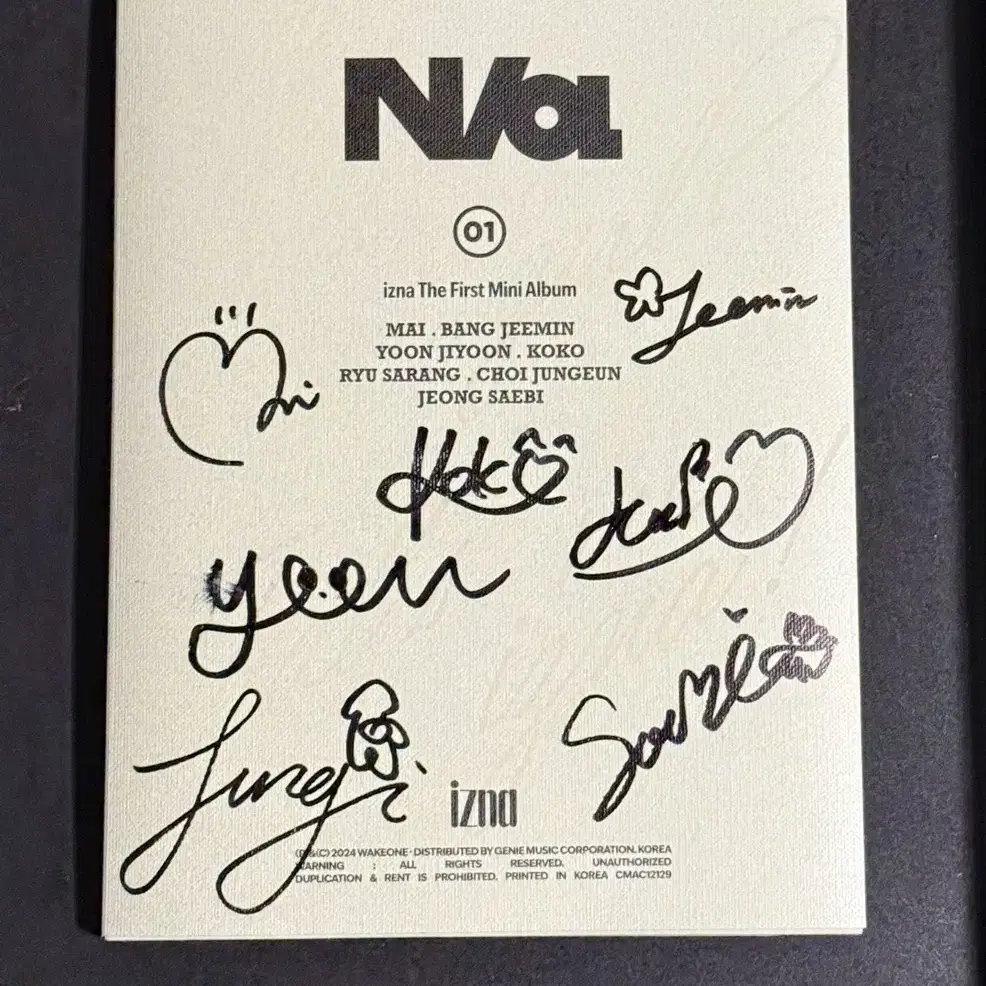 N/a
01
izna The First Mini Album
Jeemin
MAI . BANG JEEMIN
YOON JIYOON . KOKO
RYU SARANG . CHOI JUNGEUN
JEONG SAEBI
Koko
Jung
izna
(P)&(C) 2024 WAKEONE · DISTRIBUTED BY GENIE MUSIC CORPORATION. KOREA
WARNING : ALL RIGHTS RESERVED. UNAUTHORIZED
DUPLICATION & RENT IS PROHIBITED. PRINTED IN KOREA CMAC12129